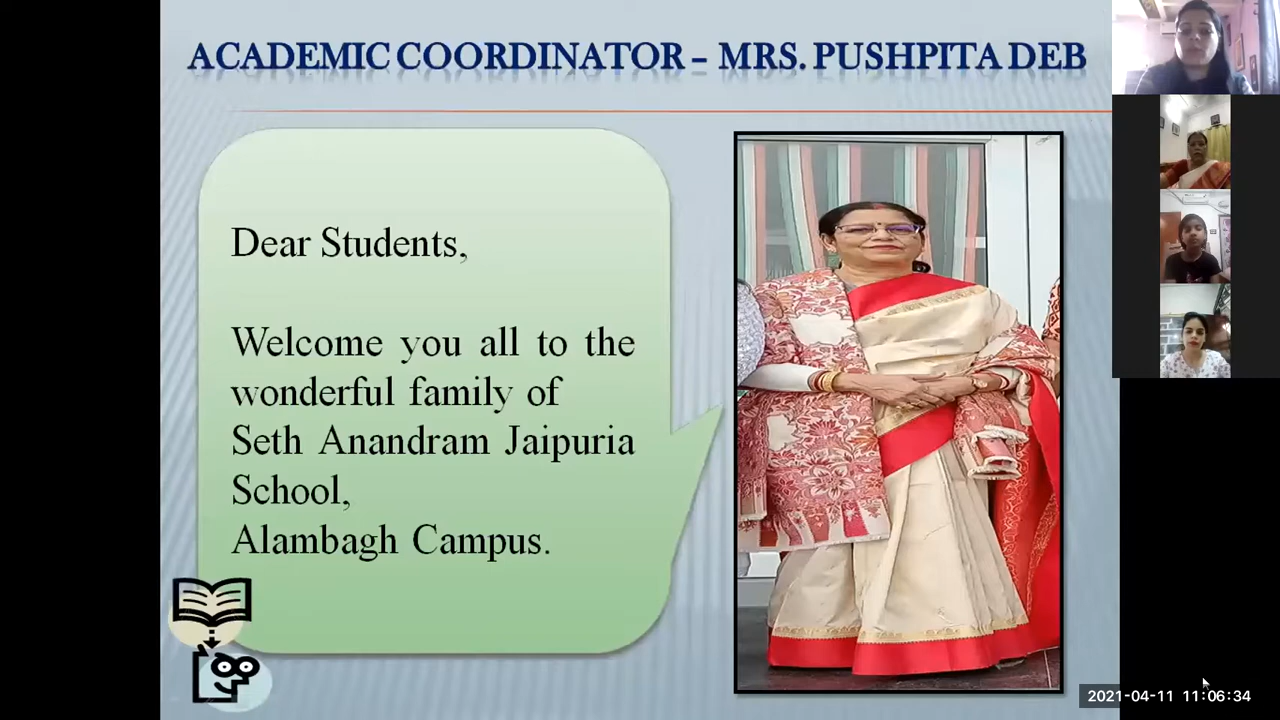 ACADEMIC COORDINATOR – MRS. PUSHPITA DEB
Dear Students,
Welcome you all to the
wonderful family of
Seth Anandram Jaipuria
School,
Alambagh Campus.
2021-04-11 11:06:34